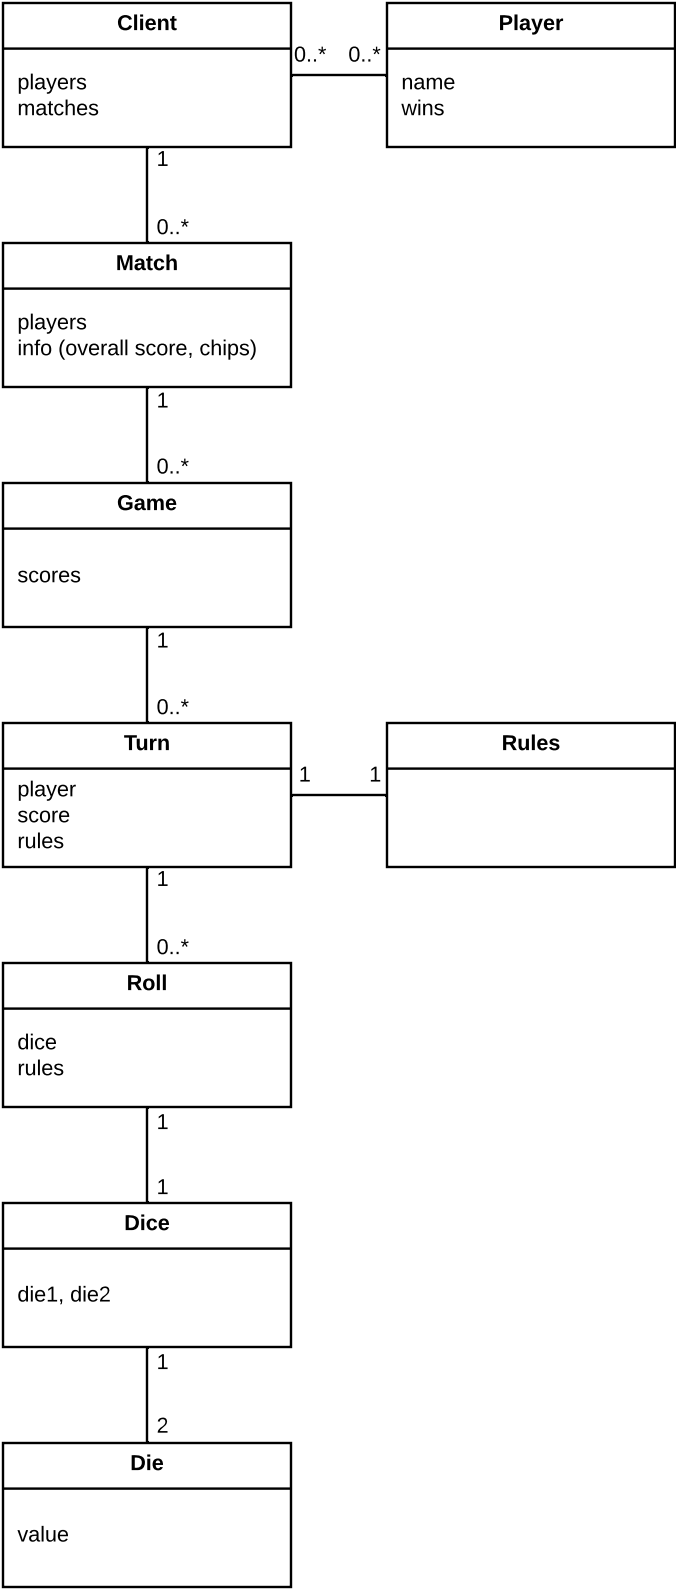 Client
players
matches
0..* 0..*
Player
name
wins
1
0..*
Match
players
info (overall score, chips)
1
0..*
Game
scores
1
0..*
Turn
player
score
rules
1 1
Rules
1
0..*
Roll
dice
rules
1
1
Dice
die1, die2
1
2
Die
value